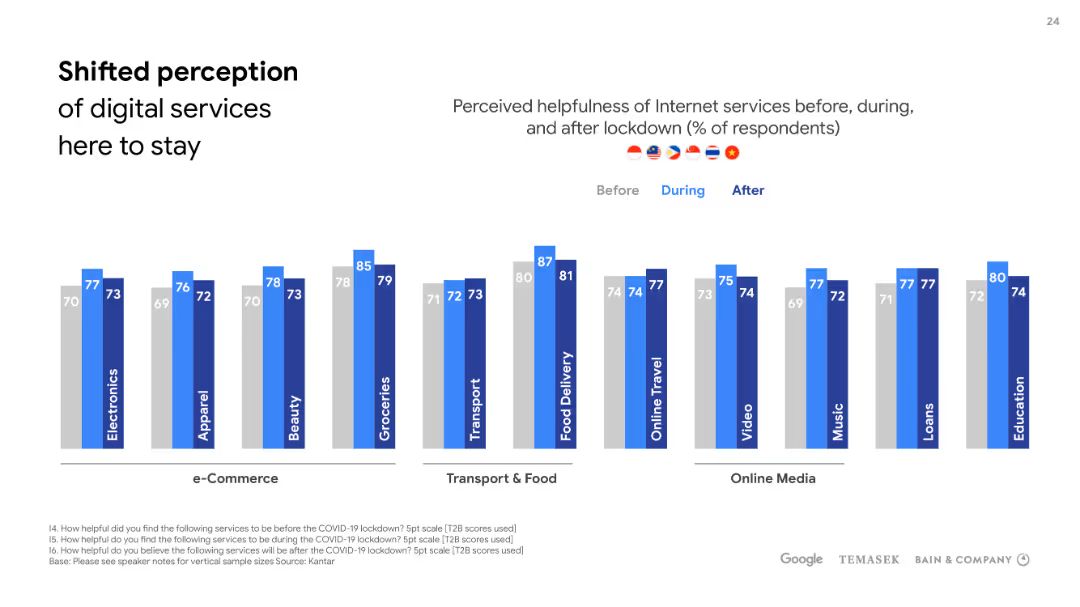 24
Shifted perception
of digital services
here to stay
Perceived helpfulness of Internet services before, during,
and after lockdown (% of respondents)
Before During After
70 77 73 Electronics
69 76 72 Apparel
70 78 73 Beauty
78 85 79 Groceries
71 72 73 Transport
80 87 81 Food Delivery
74 74 77 Online Travel
73 75 74 Video
69 77 72 Music
71 77 77 Loans
72 80 74 Education
e-Commerce
Transport & Food
Online Media
I4. How helpful did you find the following services to be before the COVID-19 lockdown? 5pt scale [T2B scores used]
I5. How helpful do you find the following services to be during the COVID-19 lockdown? 5pt scale [T2B scores used]
I6. How helpful do you believe the following services will be after the COVID-19 lockdown? 5pt scale [T2B scores used]
Base: Please see speaker notes for vertical sample sizes Source: Kantar
Google TEMASEK BAIN & COMPANY